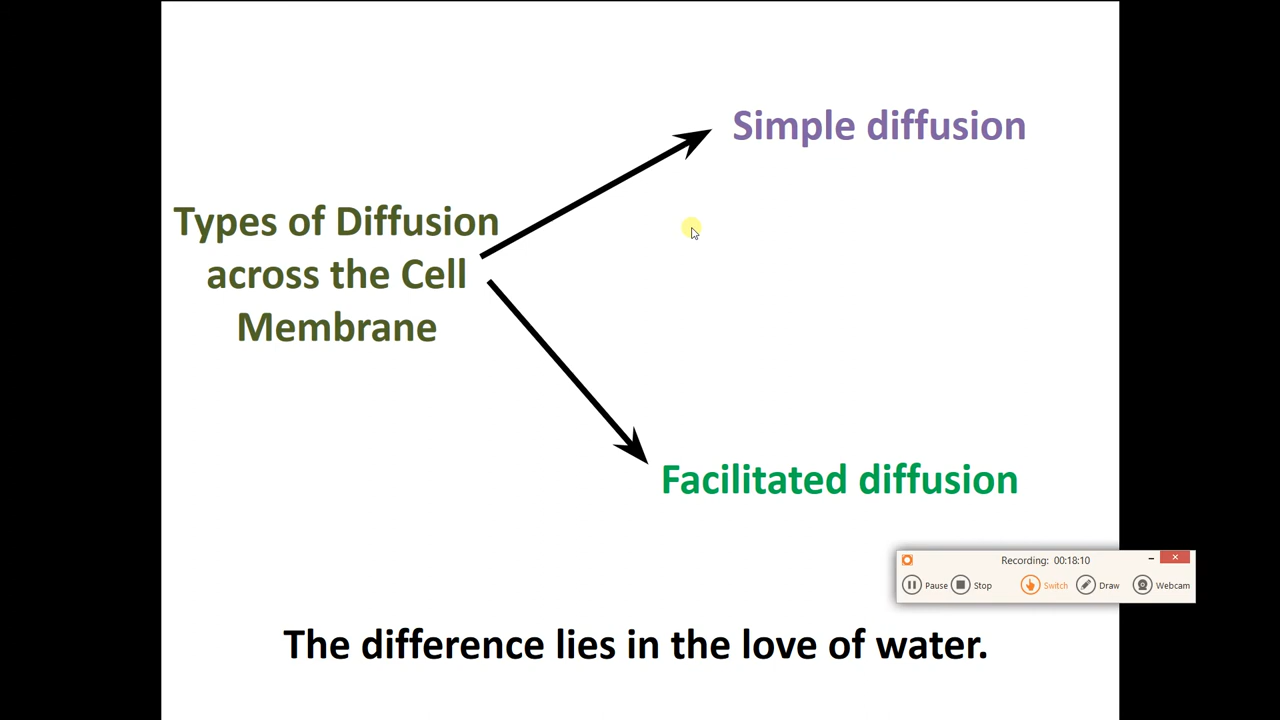 Simple diffusion
Types of Diffusion
across the Cell
Membrane
Facilitated diffusion
Recording: 00:18:10
Pause Stop Switch Draw Webcam
The difference lies in the love of water.